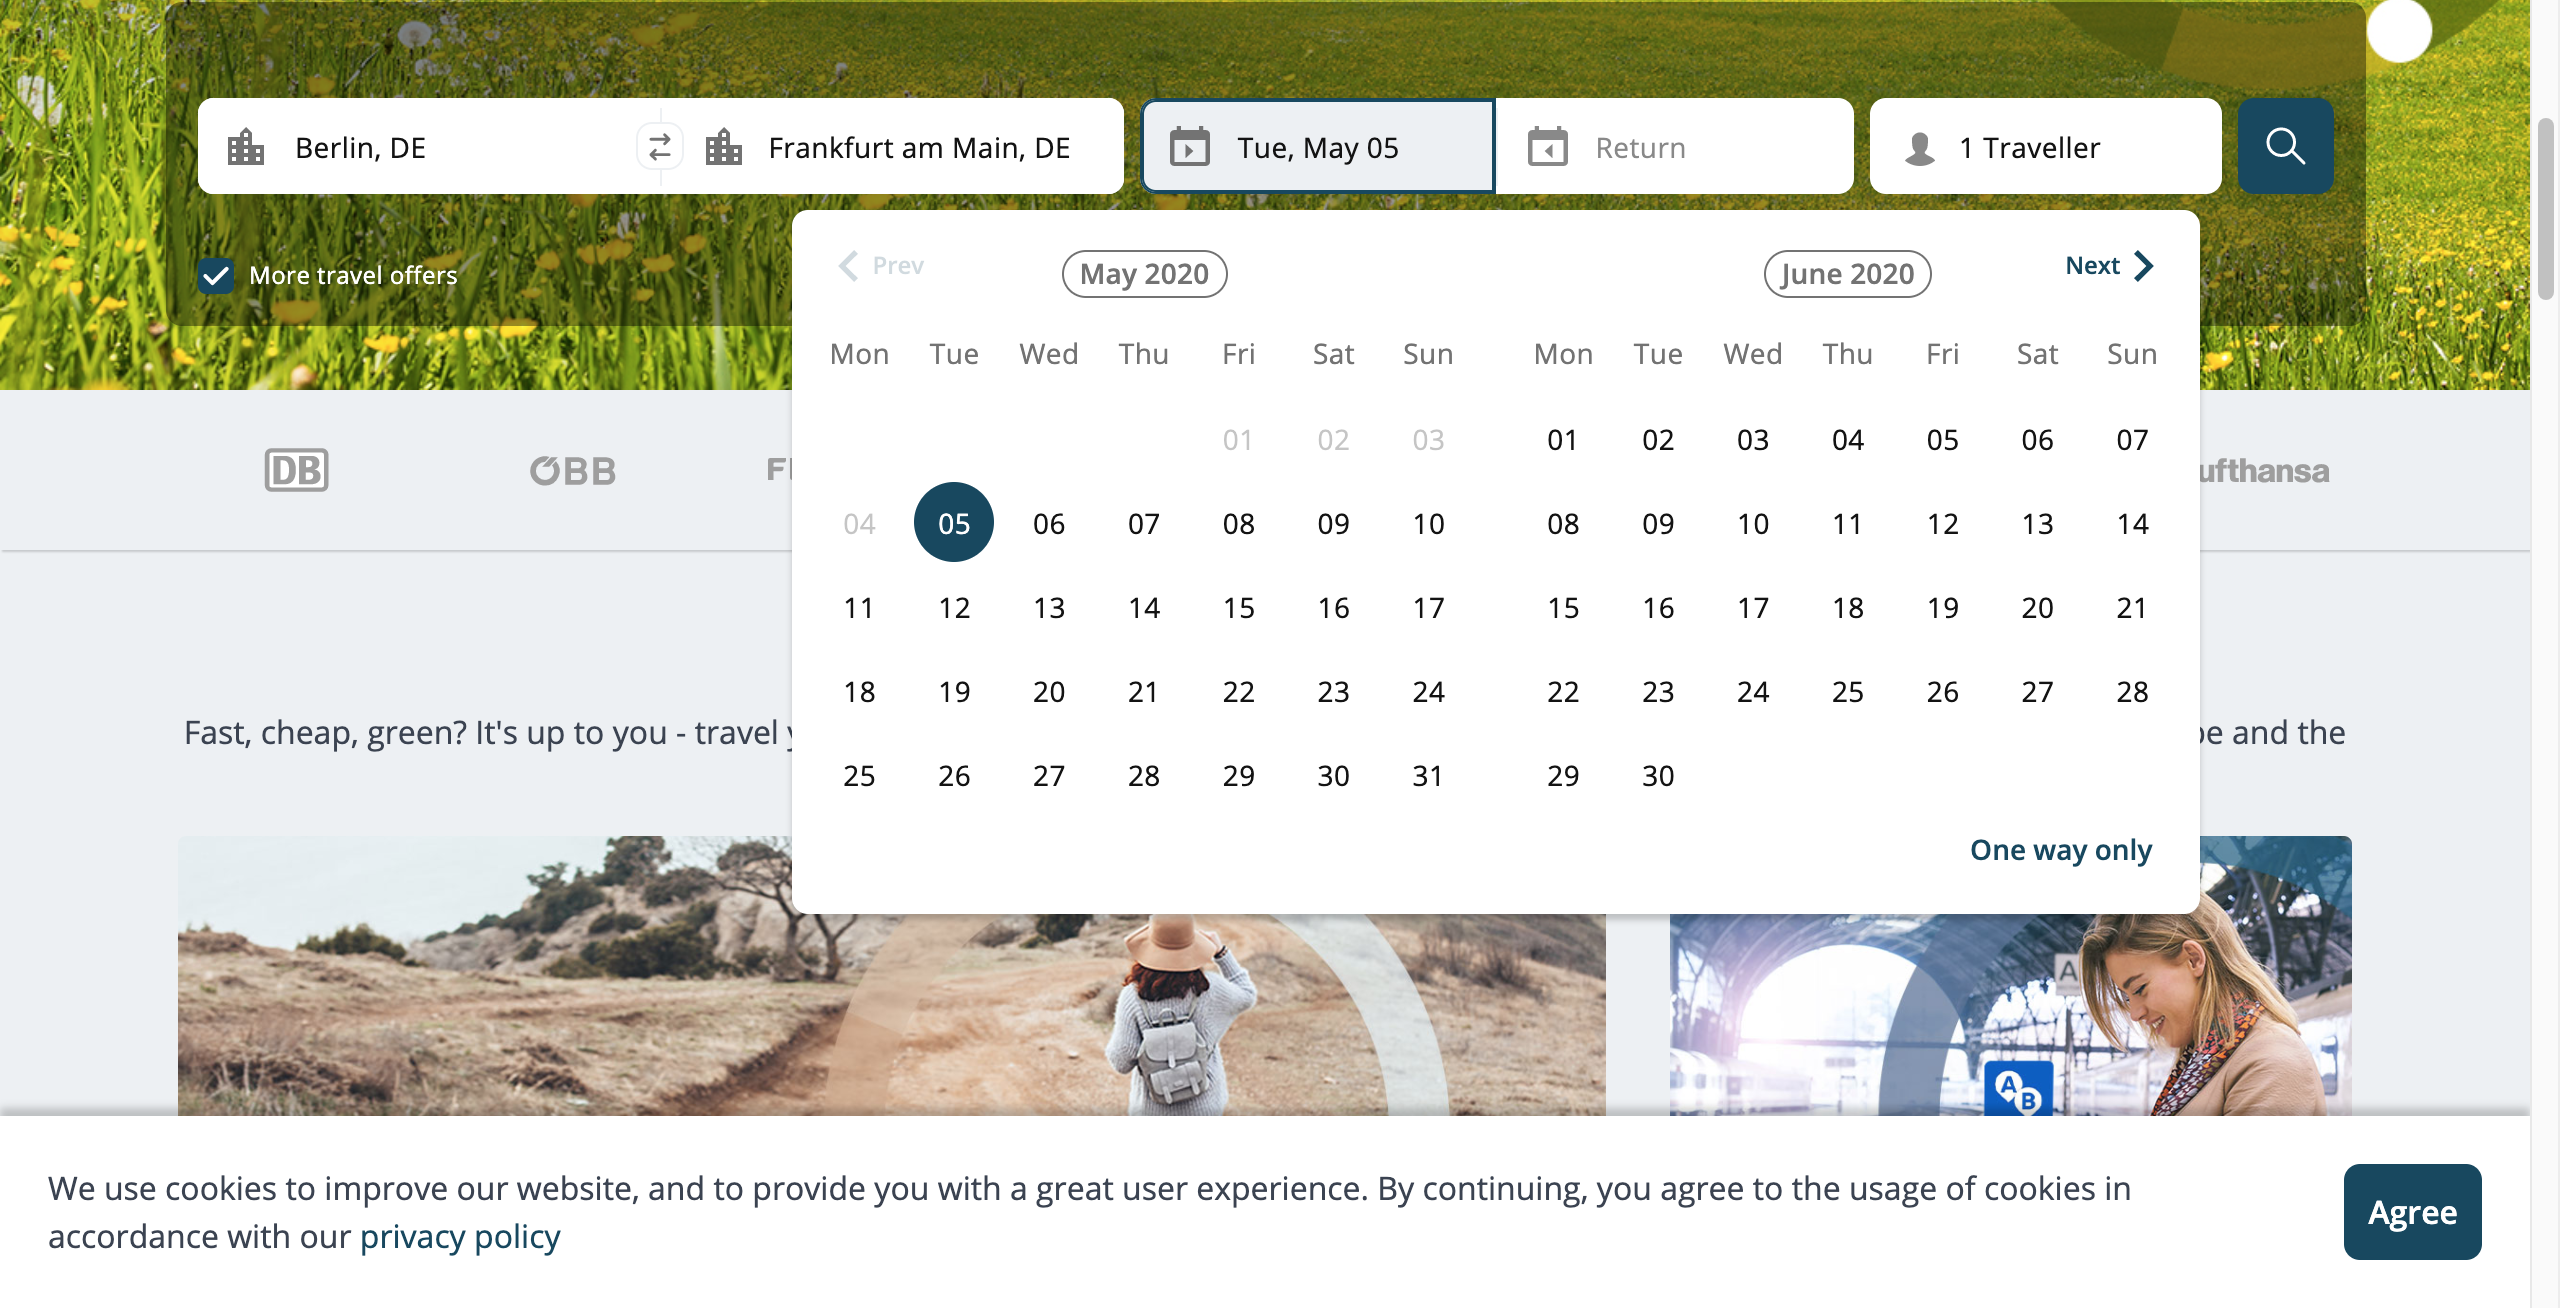 Berlin, DE
Frankfurt am Main, DE
Tue, May 05
Return
1 Traveller
More travel offers
Prev
May 2020
June 2020
Next
Mon Tue Wed Thu Fri Sat Sun
Mon Tue Wed Thu Fri Sat Sun
01 02 03
01 02 03 04 05 06 07
04 05 06 07 08 09 10
08 09 10 11 12 13 14
11 12 13 14 15 16 17
15 16 17 18 19 20 21
18 19 20 21 22 23 24
22 23 24 25 26 27 28
25 26 27 28 29 30 31
29 30
One way only
DB
ÖBB
ufthansa
Fast, cheap, green? It's up to you - travel
and the
A
A B
We use cookies to improve our website, and to provide you with a great user experience. By continuing, you agree to the usage of cookies in
accordance with our privacy policy
Agree